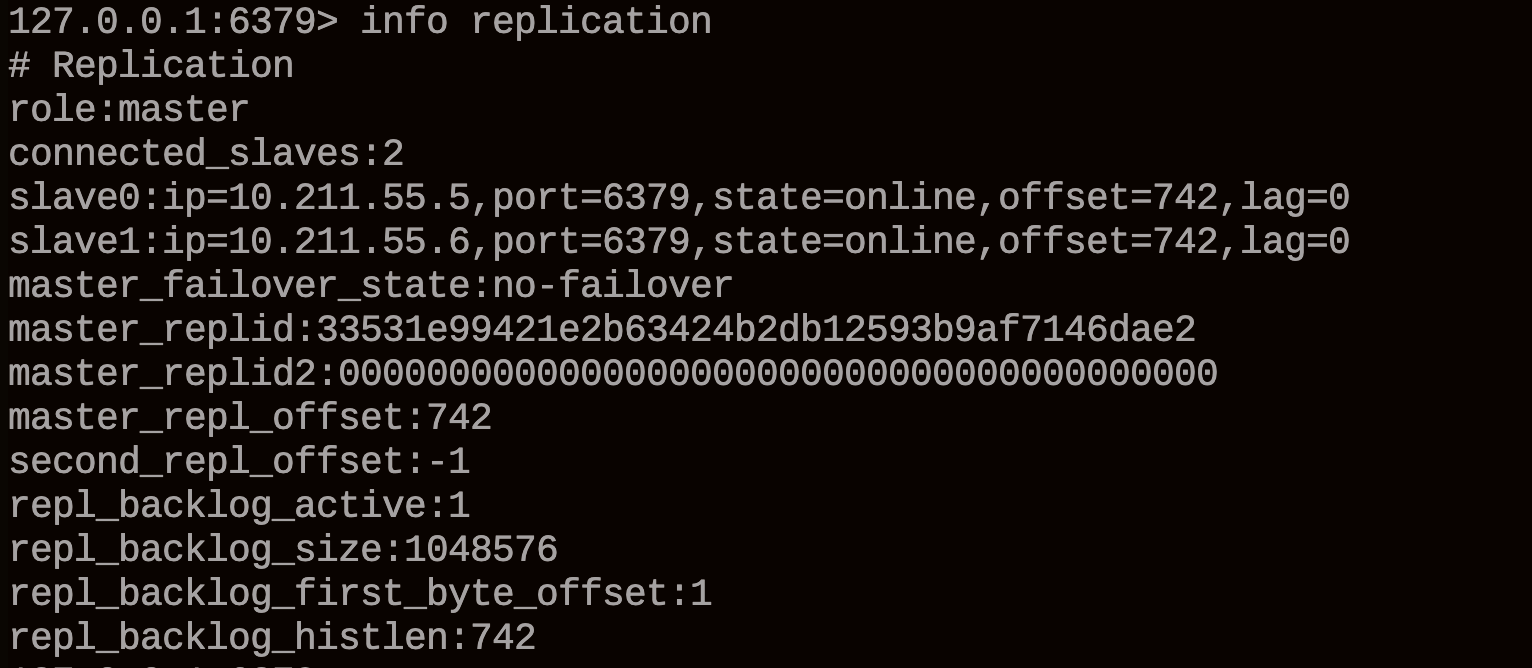 127.0.0.1:6379> info replication
# Replication
role:master
connected_slaves:2
slave0:ip=10.211.55.5,port=6379,state=online,offset=742,lag=0
slave1:ip=10.211.55.6,port=6379,state=online,offset=742,lag=0
master_failover_state:no-failover
master_replid:33531e99421e2b63424b2db12593b9af7146dae2
master_replid2:0000000000000000000000000000000000000000
master_repl_offset:742
second_repl_offset:-1
repl_backlog_active:1
repl_backlog_size:1048576
repl_backlog_first_byte_offset:1
repl_backlog_histlen:742